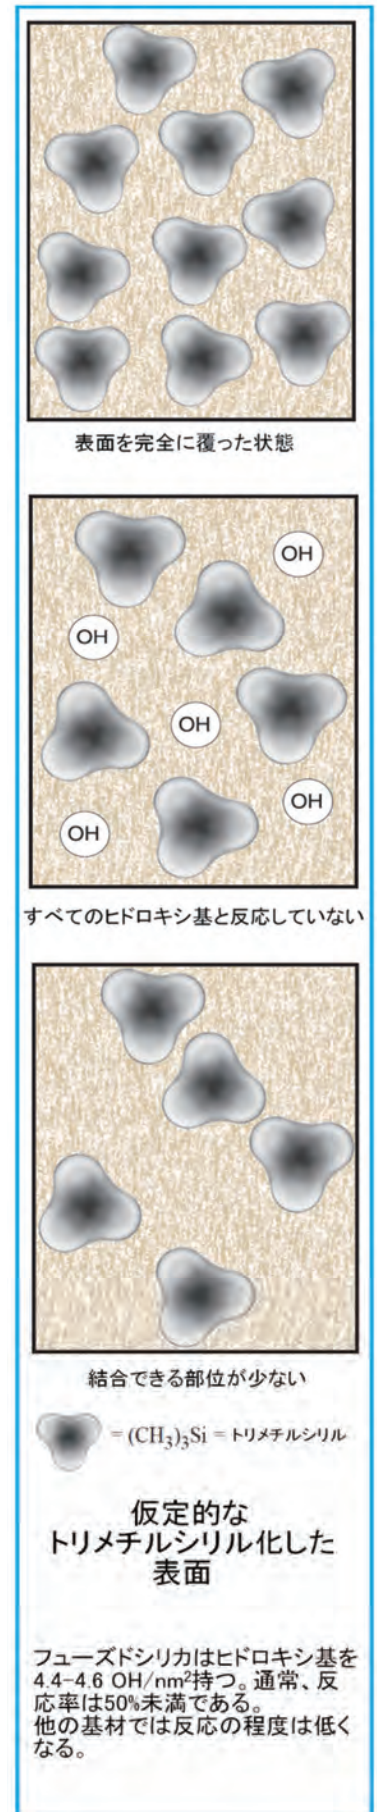 表面を完全に覆った状態
OH
OH
OH
OH
OH
すべてのヒドロキシ基と反応していない
結合できる部位が少ない
= (CH₃)₃Si = トリメチルシリル
仮定的な
トリメチルシリル化した
表面
フューズドシリカはヒドロキシ基を
4.4-4.6 OH/nm²持つ。通常、反
応率は50%未満である。
他の基材では反応の程度は低く
なる。